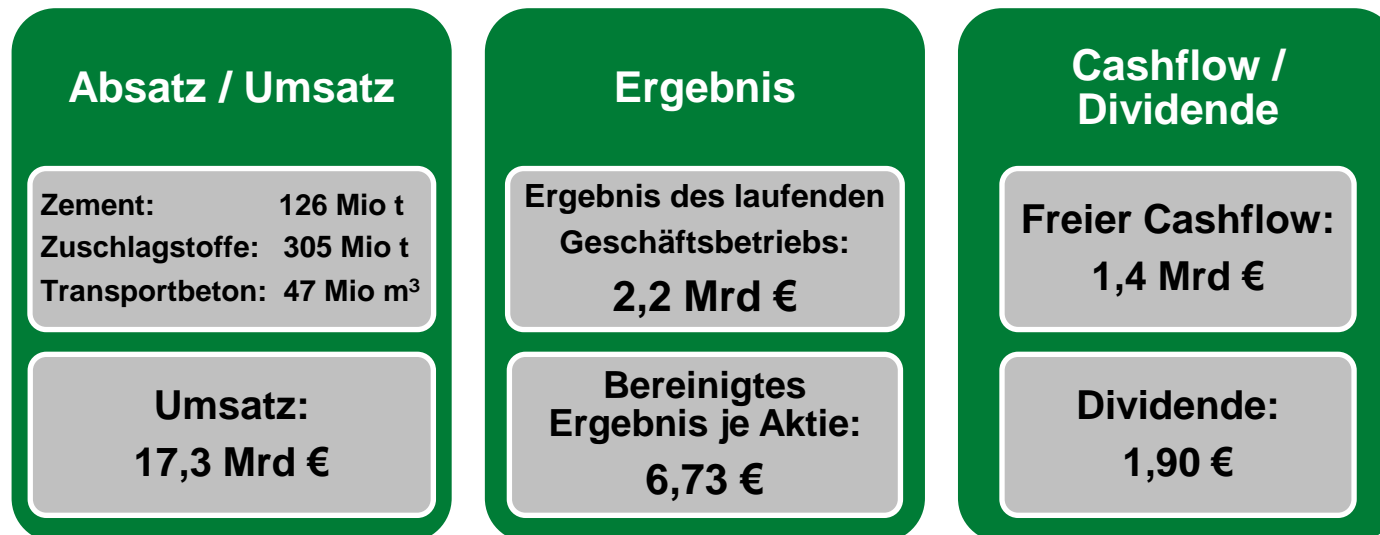 Absatz / Umsatz
Zement: 126 Mio t
Zuschlagstoffe: 305 Mio t
Transportbeton: 47 Mio m³
Umsatz:
17,3 Mrd €
Ergebnis
Ergebnis des laufenden
Geschäftsbetriebs:
2,2 Mrd €
Bereinigtes
Ergebnis je Aktie:
6,73 €
Cashflow /
Dividende
Freier Cashflow:
1,4 Mrd €
Dividende:
1,90 €